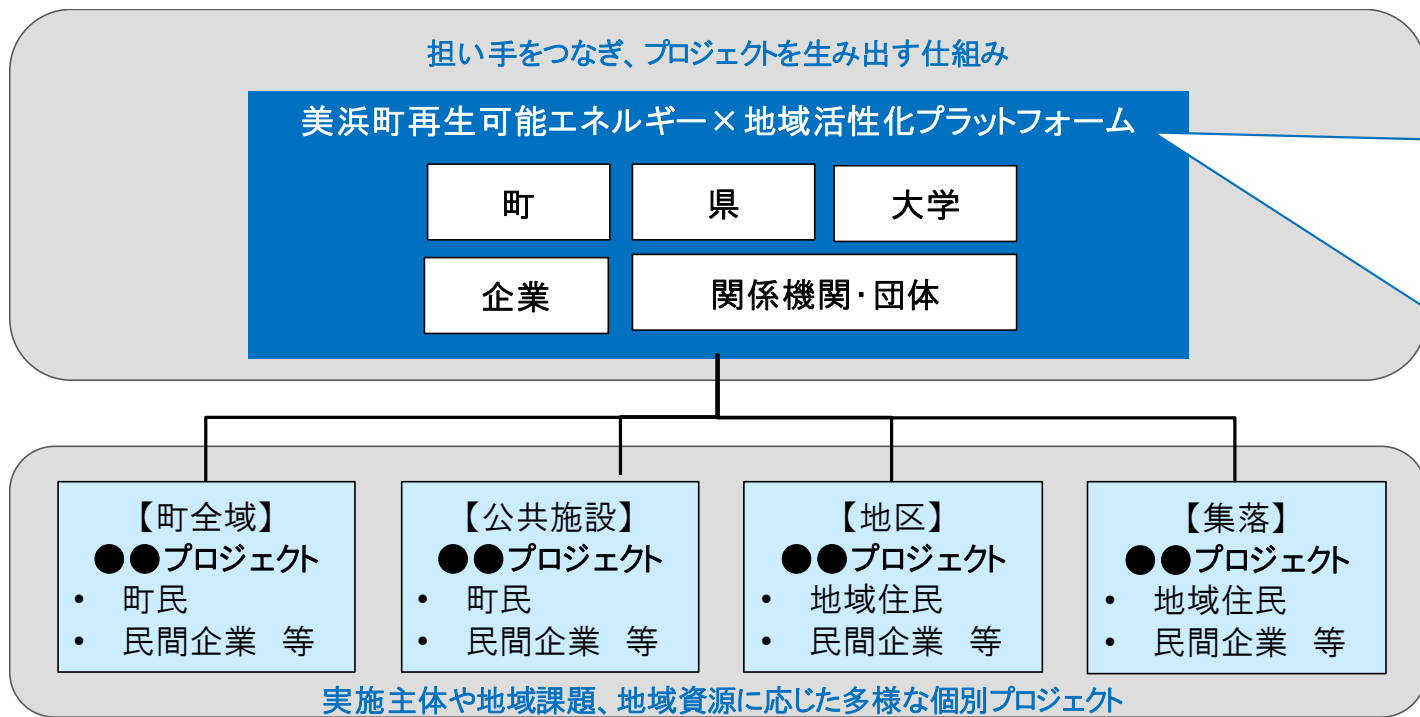 担い手をつなぎ、プロジェクトを生み出す仕組み
美浜町再生可能エネルギー×地域活性化プラットフォーム
町
県
大学
企業
関係機関・団体
【町全域】
●●プロジェクト
• 町民
• 民間企業　等
【公共施設】
●●プロジェクト
• 町民
• 民間企業　等
【地区】
●●プロジェクト
• 地域住民
• 民間企業　等
【集落】
●●プロジェクト
• 地域住民
• 民間企業　等
実施主体や地域課題、地域資源に応じた多様な個別プロジェクト